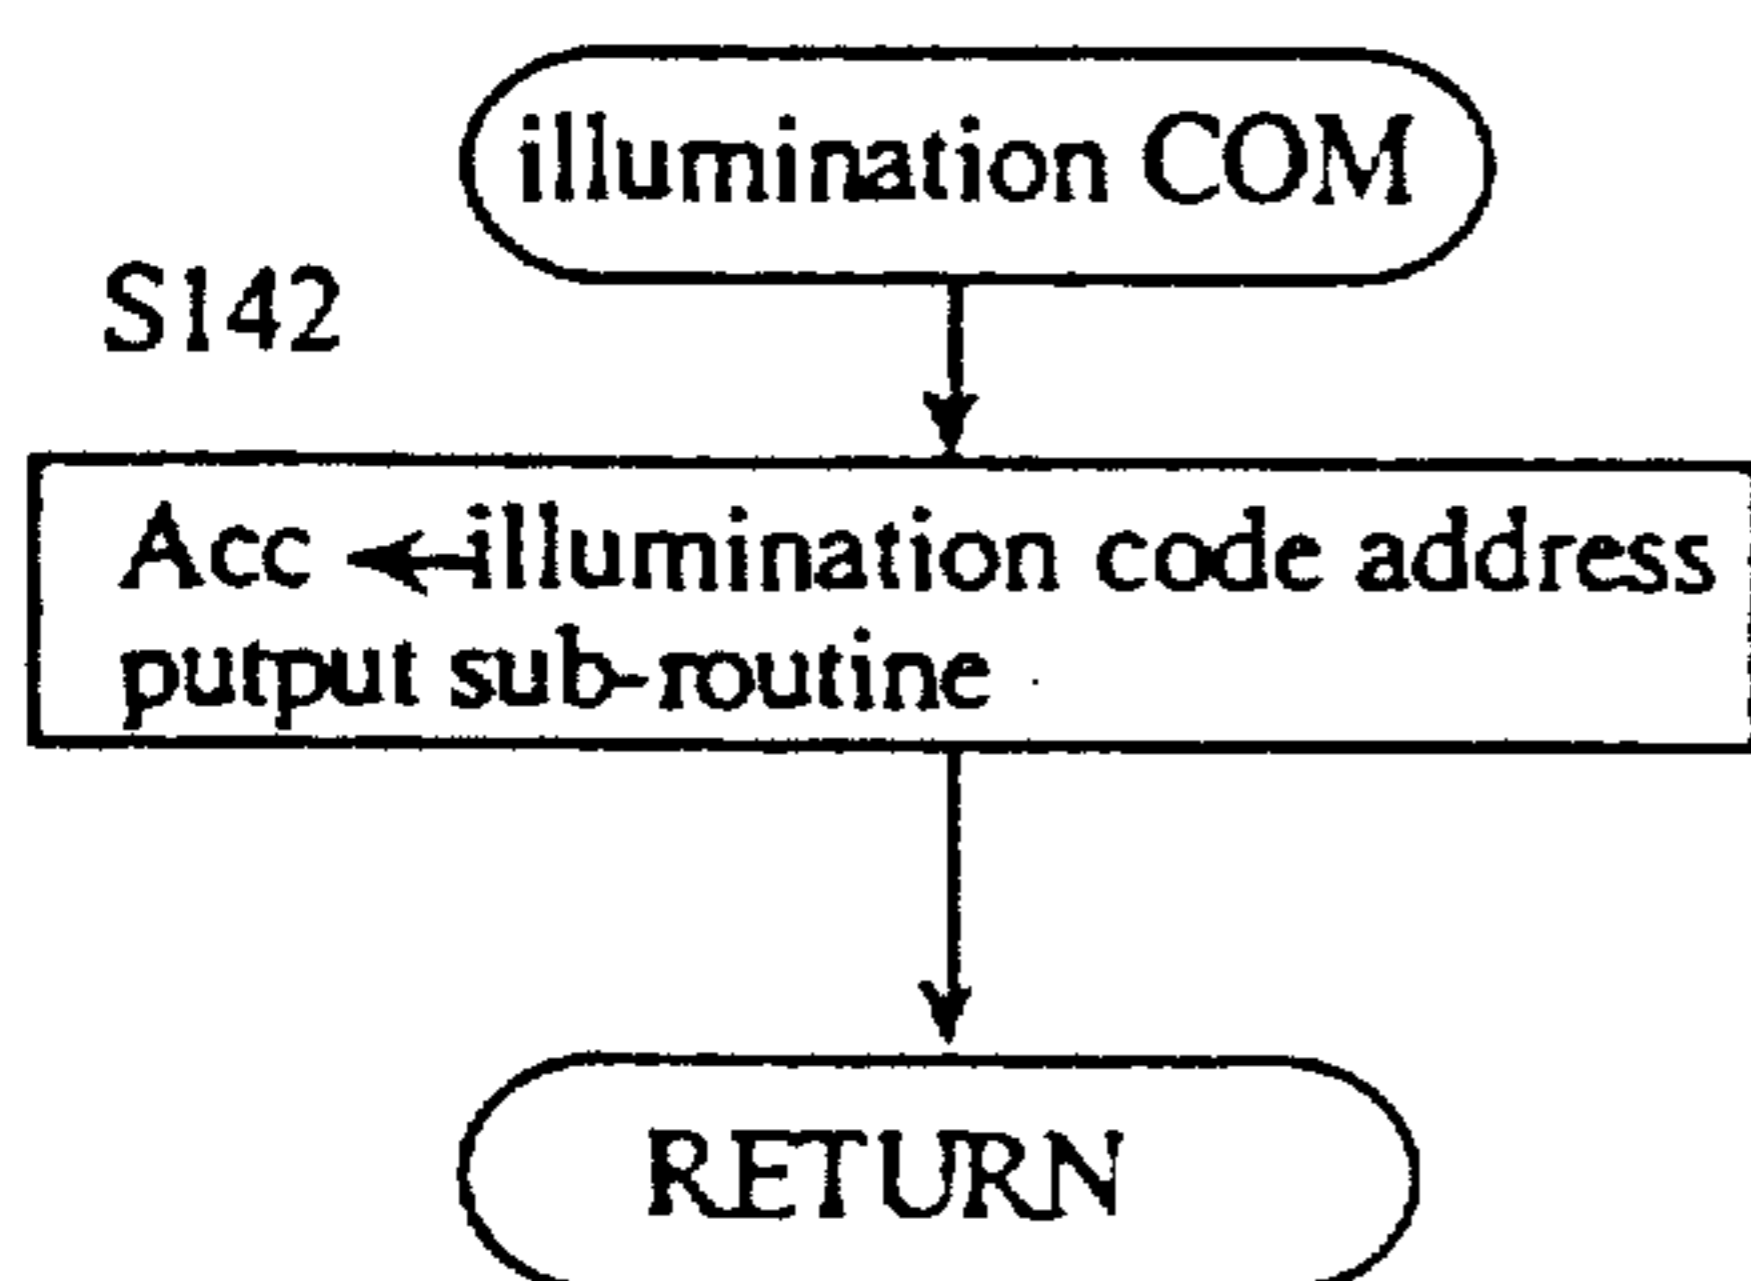 illumination COM
S142
Acc ←illumination code address
putput sub-routine
RETURN